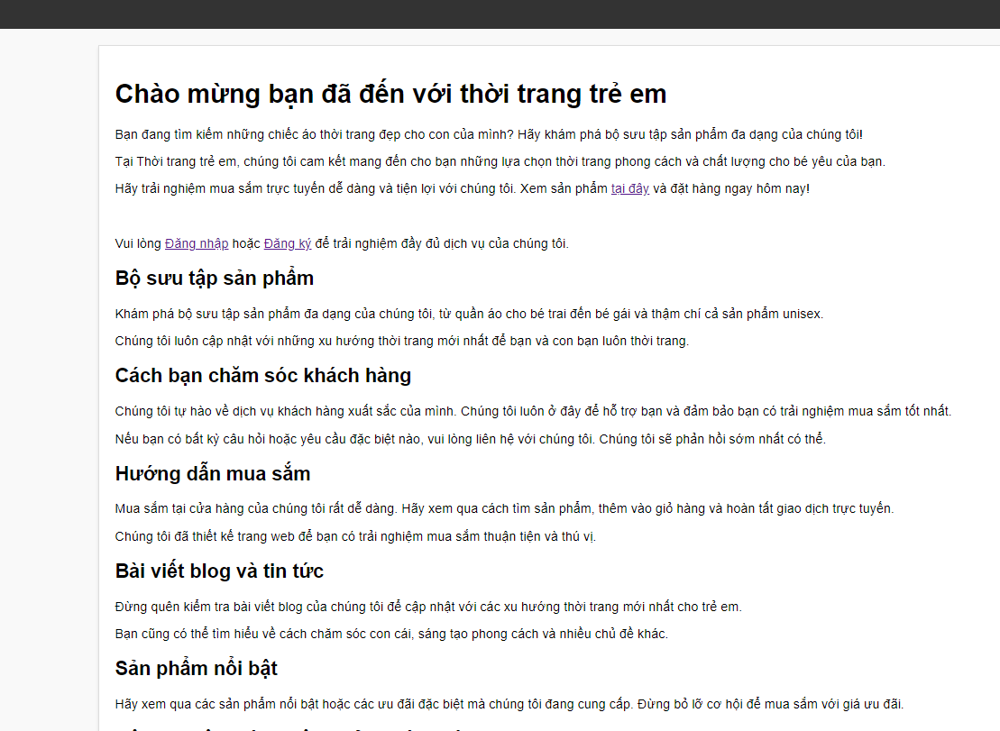 Chào mừng bạn đã đến với thời trang trẻ em
Bạn đang tìm kiếm những chiếc áo thời trang đẹp cho con của mình? Hãy khám phá bộ sưu tập sản phẩm đa dạng của chúng tôi!
Tại Thời trang trẻ em, chúng tôi cam kết mang đến cho bạn những lựa chọn thời trang phong cách và chất lượng cho bé yêu của bạn.
Hãy trải nghiệm mua sắm trực tuyến dễ dàng và tiện lợi với chúng tôi. Xem sản phẩm tại đây và đặt hàng ngay hôm nay!
Vui lòng Đăng nhập hoặc Đăng ký để trải nghiệm đầy đủ dịch vụ của chúng tôi.
Bộ sưu tập sản phẩm
Khám phá bộ sưu tập sản phẩm đa dạng của chúng tôi, từ quần áo cho bé trai đến bé gái và thậm chí cả sản phẩm unisex.
Chúng tôi luôn cập nhật với những xu hướng thời trang mới nhất để bạn và con bạn luôn thời trang.
Cách bạn chăm sóc khách hàng
Chúng tôi tự hào về dịch vụ khách hàng xuất sắc của mình. Chúng tôi luôn ở đây để hỗ trợ bạn và đảm bảo bạn có trải nghiệm mua sắm tốt nhất.
Nếu bạn có bất kỳ câu hỏi hoặc yêu cầu đặc biệt nào, vui lòng liên hệ với chúng tôi. Chúng tôi sẽ phản hồi sớm nhất có thể.
Hướng dẫn mua sắm
Mua sắm tại cửa hàng của chúng tôi rất dễ dàng. Hãy xem qua cách tìm sản phẩm, thêm vào giỏ hàng và hoàn tất giao dịch trực tuyến.
Chúng tôi đã thiết kế trang web để bạn có trải nghiệm mua sắm thuận tiện và thú vị.
Bài viết blog và tin tức
Đừng quên kiểm tra bài viết blog của chúng tôi để cập nhật với các xu hướng thời trang mới nhất cho trẻ em.
Bạn cũng có thể tìm hiểu về cách chăm sóc con cái, sáng tạo phong cách và nhiều chủ đề khác.
Sản phẩm nổi bật
Hãy xem qua các sản phẩm nổi bật hoặc các ưu đãi đặc biệt mà chúng tôi đang cung cấp. Đừng bỏ lỡ cơ hội để mua sắm với giá ưu đãi.